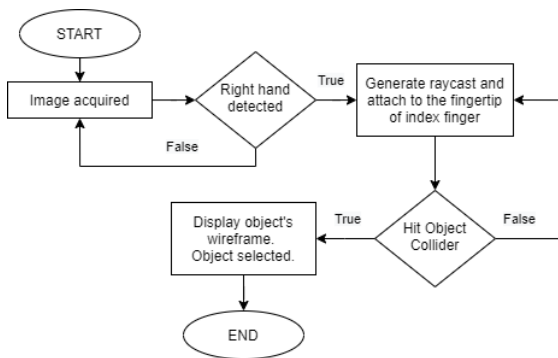 START
Image acquired
Right hand
detected
True
False
Generate raycast and
attach to the fingertip
of index finger
Hit Object
Collider
True
False
Display object's
wireframe.
Object selected.
END